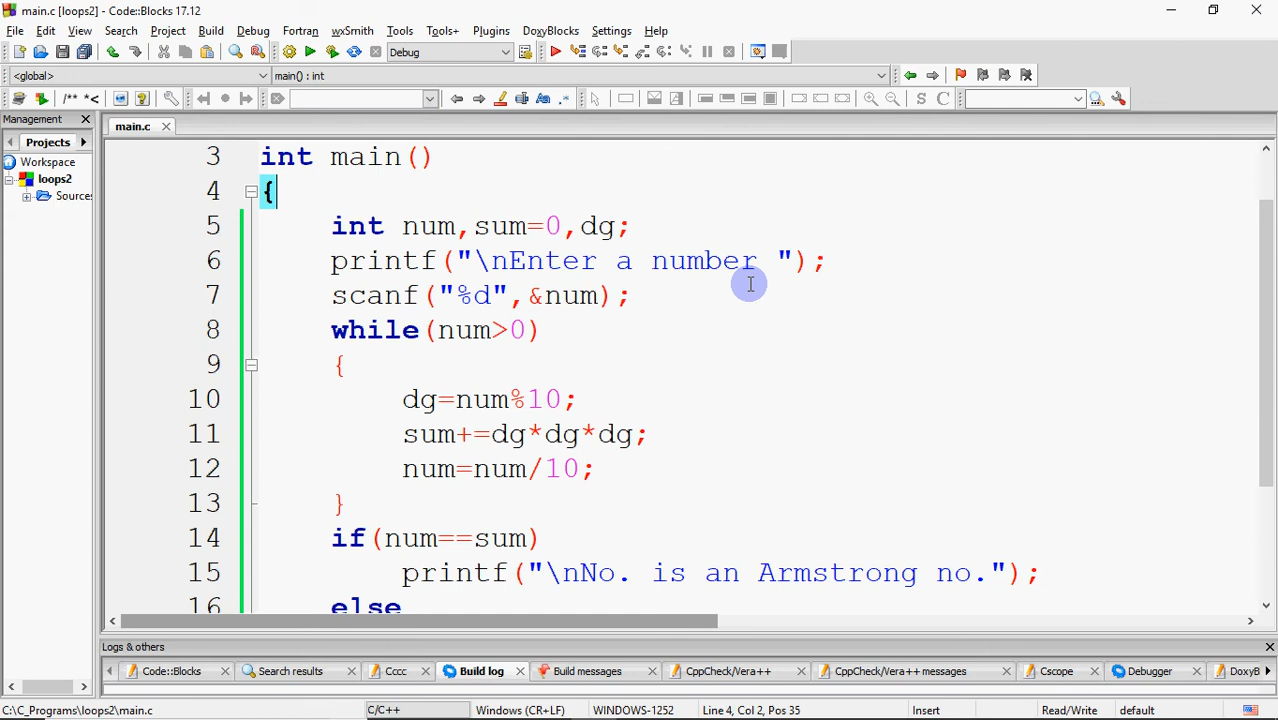 main.c [loops2] - Code::Blocks 17.12
File Edit View Search Project Build Debug Fortran wxSmith Tools Tools+ Plugins DoxyBlocks Settings Help
Debug
<global> main() : int
/** *<
S C
Management
main.c
Projects
Workspace
loops2
Sources
3 int main()
4 {
5 int num,sum=0,dg;
6 printf("\nEnter a number ");
7 scanf("%d",&num);
8 while(num>0)
9 {
10 dg=num%10;
11 sum+=dg*dg*dg;
12 num=num/10;
13 }
14 if(num==sum)
15 printf("\nNo. is an Armstrong no.");
16 else
Logs & others
Code::Blocks Search results Cccc Build log Build messages CppCheck/Vera++ CppCheck/Vera++ messages Cscope Debugger DoxyB
C:\C_Programs\loops2\main.c C/C++ Windows (CR+LF) WINDOWS-1252 Line 4, Col 2, Pos 35 Insert Read/Write default